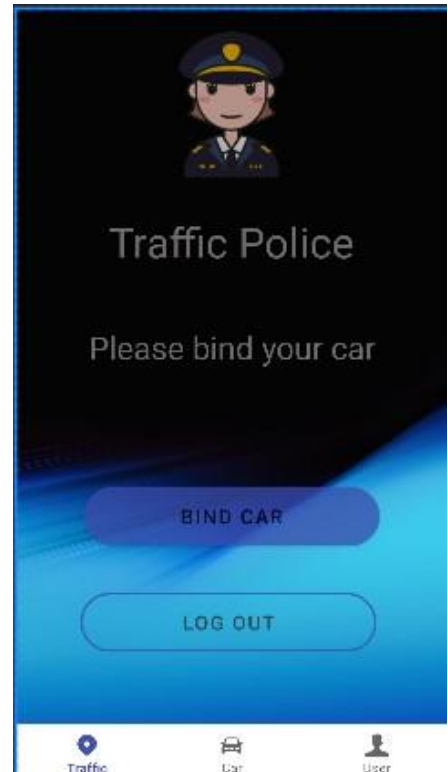 Traffic Police
Please bind your car
BIND CAR
LOG OUT
Traffic
Car
User